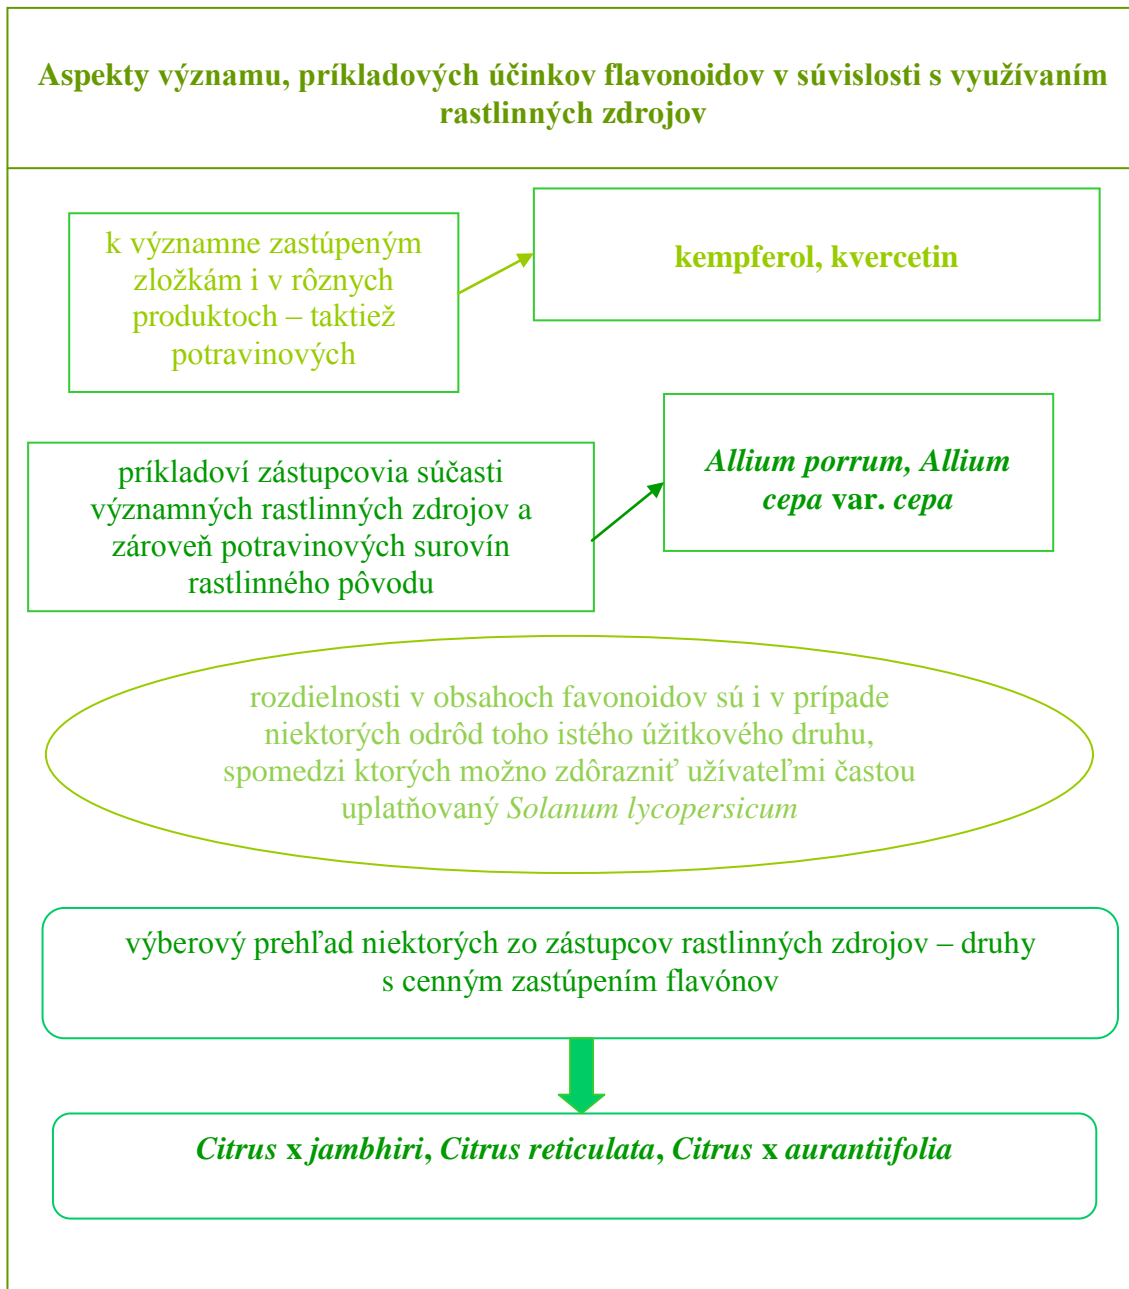 Aspekty významu, príkladových účinkov flavonoidov v súvislosti s využívaním
rastlinných zdrojov
k významne zastúpeným
zložkám i v rôznych
produktoch – taktiež
potravinových
kempferol, kvercetin
príkladoví zástupcovia súčasti
významných rastlinných zdrojov a
zároveň potravinových surovín
rastlinného pôvodu
Allium porrum, Allium
cepa var. cepa
rozdielnosti v obsahoch favonoidov sú i v prípade
niektorých odrôd toho istého úžitkového druhu,
spomedzi ktorých možno zdôrazniť užívateľmi častou
uplatňovaný Solanum lycopersicum
výberový prehľad niektorých zo zástupcov rastlinných zdrojov – druhy
s cenným zastúpením flavónov
Citrus x jambhiri, Citrus reticulata, Citrus x aurantiifolia